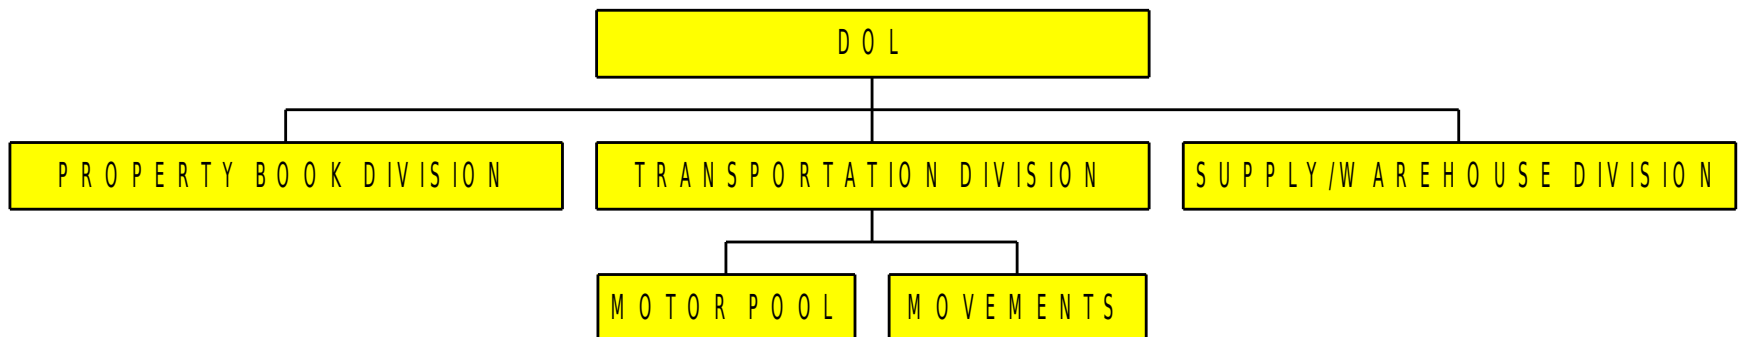 DOL
PROPERTY BOOK DIVISION
TRANSPORTATION DIVISION
SUPPLY/WAREHOUSE DIVISION
MOTOR POOL
MOVEMENTS